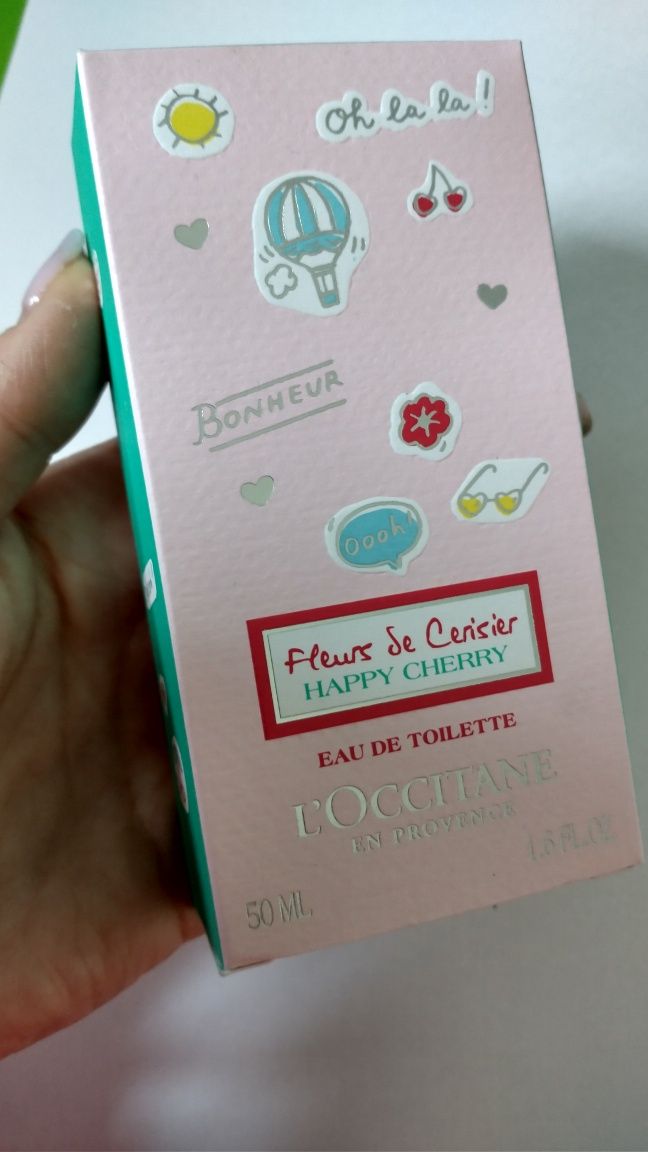 Oh la la!
BONHEUR
Oooh!
Fleurs de Cerisier
HAPPY CHERRY
EAU DE TOILETTE
L'OCCITANE
EN PROVENCE
1.6 FL.OZ
50 ML